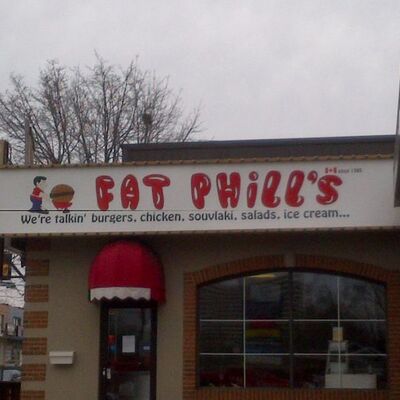 FAT PHILL'S
We're talkin' burgers, chicken, souvlaki, salads, ice cream...